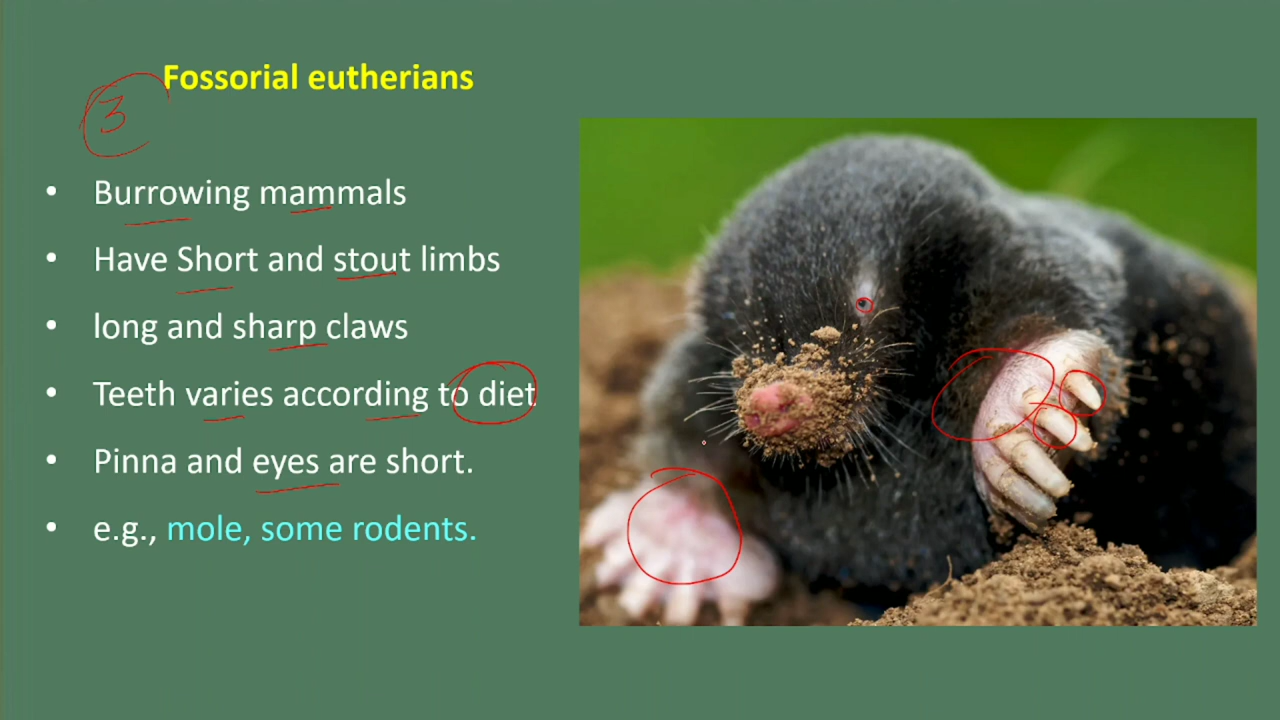 Fossorial eutherians
3
• Burrowing mammals
• Have Short and stout limbs
• long and sharp claws
• Teeth varies according to diet
• Pinna and eyes are short.
• e.g., mole, some rodents.